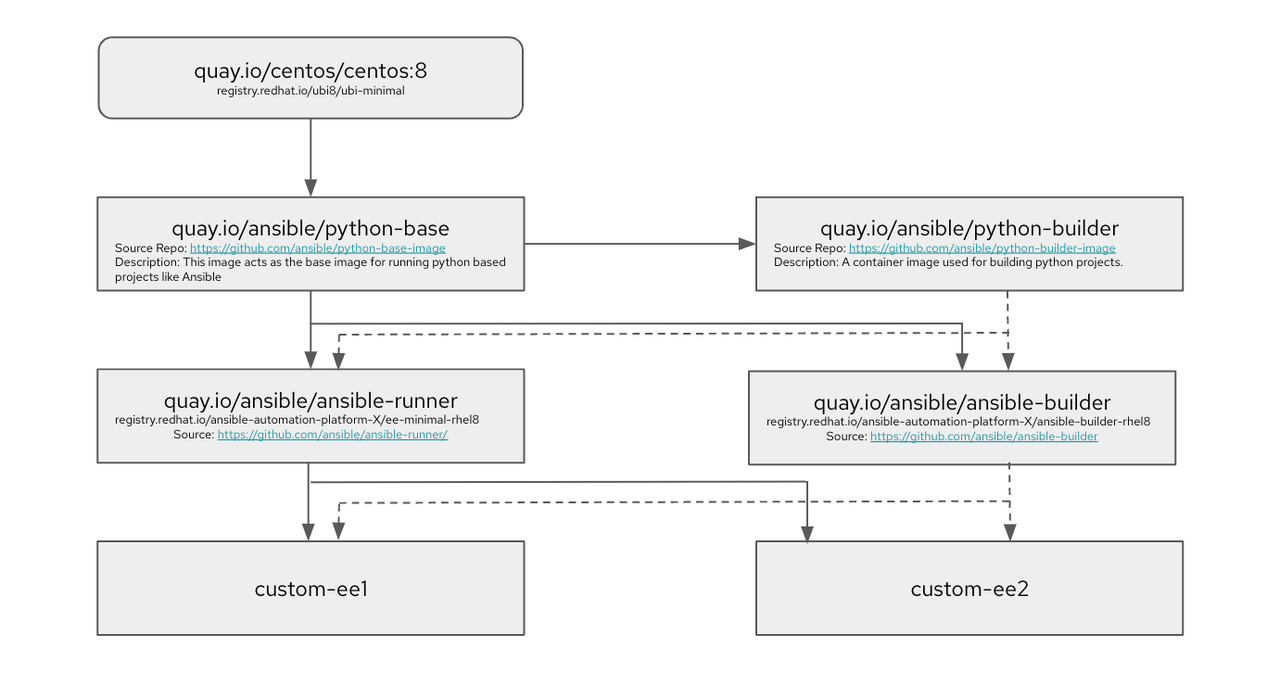 quay.io/centos/centos:8
registry.redhat.io/ubi8/ubi-minimal
quay.io/ansible/python-base
Source Repo: https://github.com/ansible/python-base-image
Description: This image acts as the base image for running python based
projects like Ansible
quay.io/ansible/python-builder
Source Repo: https://github.com/ansible/python-builder-image
Description: A container image used for building python projects.
quay.io/ansible/ansible-runner
registry.redhat.io/ansible-automation-platform-X/ee-minimal-rhel8
Source: https://github.com/ansible/ansible-runner/
quay.io/ansible/ansible-builder
registry.redhat.io/ansible-automation-platform-X/ansible-builder-rhel8
Source: https://github.com/ansible/ansible-builder
custom-ee1
custom-ee2